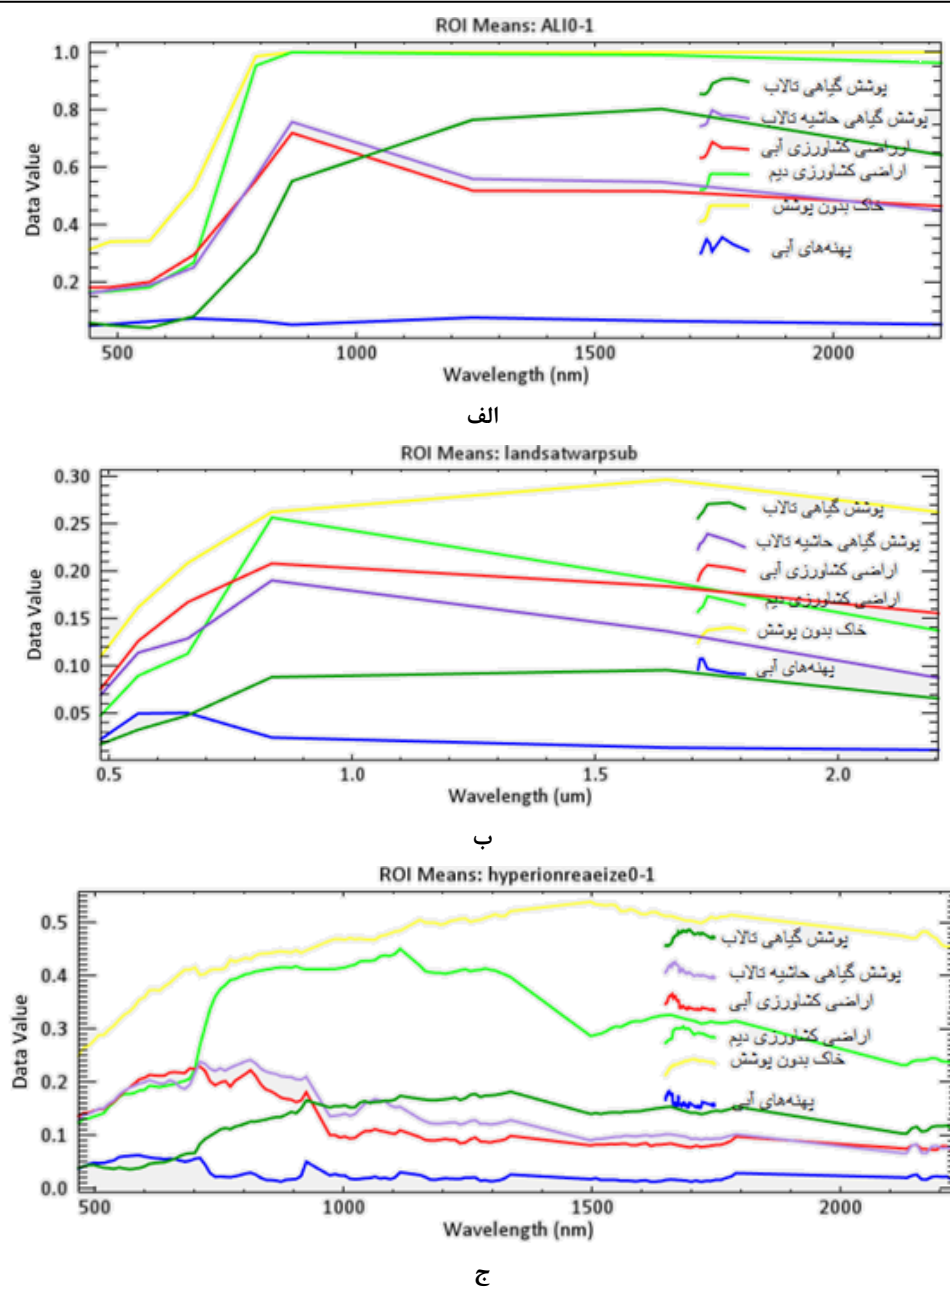 ROI Means: ALI0-1
1.0
0.8
0.6
0.4
0.2
Data Value
پوشش گیاهی تالاب
پوشش گیاهی حاشیه تالاب
ارراضی کشاورزی آبی
اراضی کشاورزی دیم
خاک بدون پوشش
پهنه‌های آبی
500 1000 1500 2000
Wavelength (nm)
الف
ROI Means: landsatwarpsub
0.30
0.25
0.20
0.15
0.10
0.05
Data Value
پوشش گیاهی تالاب
پوشش گیاهی حاشیه تالاب
اراضی کشاورزی آبی
اراضی کشاورزی دیم
خاک بدون پوشش
پهنه‌های آبی
0.5 1.0 1.5 2.0
Wavelength (um)
ب
ROI Means: hyperionreaeize0-1
0.5
0.4
0.3
0.2
0.1
0.0
Data Value
پوشش گیاهی تالاب
پوشش گیاهی حاشیه تالاب
اراضی کشاورزی آبی
اراضی کشاورزی دیم
خاک بدون پوشش
پهنه‌های آبی
500 1000 1500 2000
Wavelength (nm)
ج